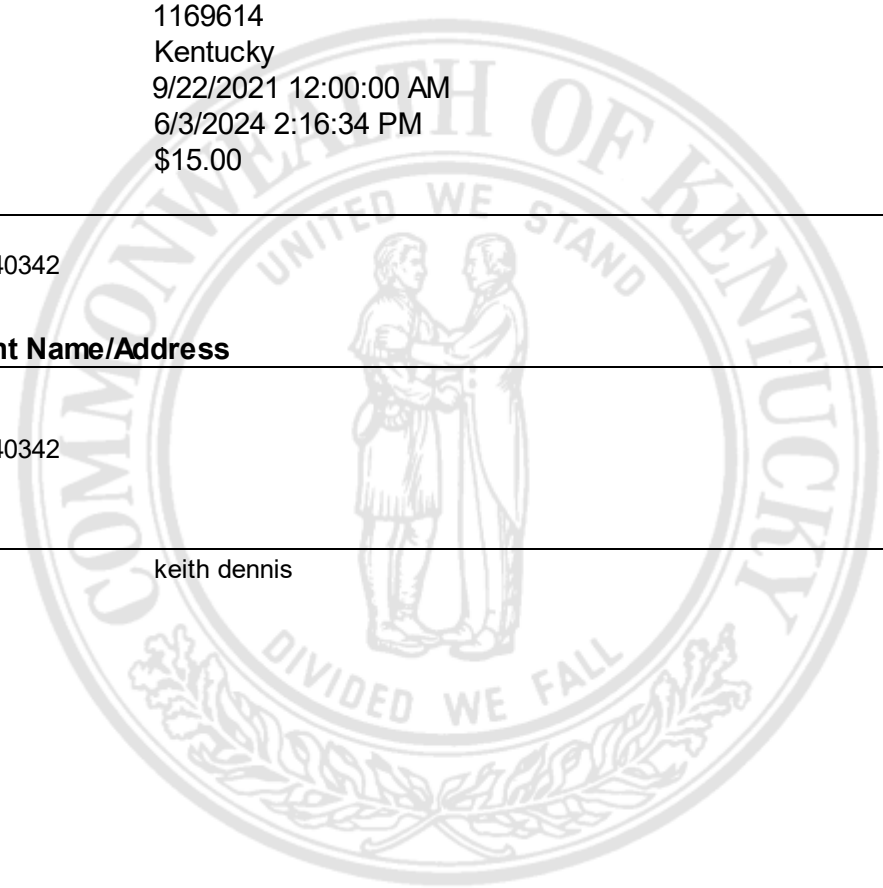 1169614
Kentucky
9/22/2021 12:00:00 AM
6/3/2024 2:16:34 PM
$15.00
COMMONWEALTH OF KENTUCKY
UNITED WE STAND
40342
nt Name/Address
40342
keith dennis
DIVIDED WE FALL